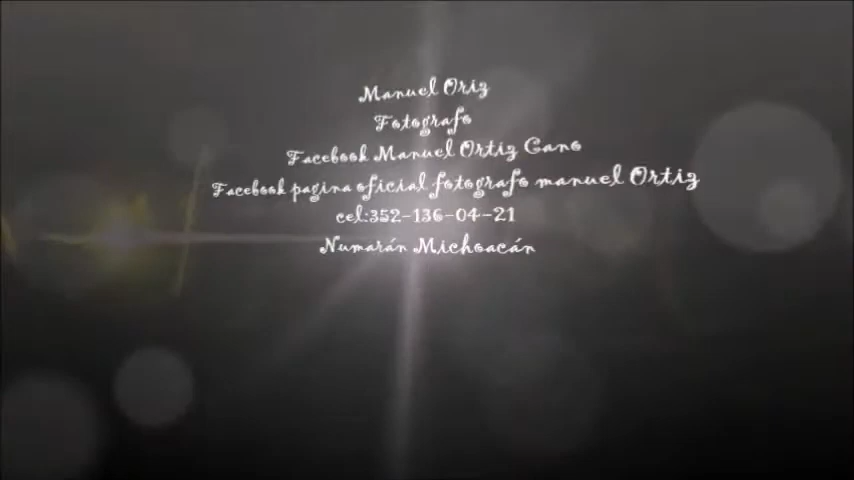 Manuel Oriz
Fotografo
Facebook Manuel Ortiz Cano
Facebook pagina oficial fotografo manuel Ortiz
cel:352-136-04-21
Numarán Michoacán